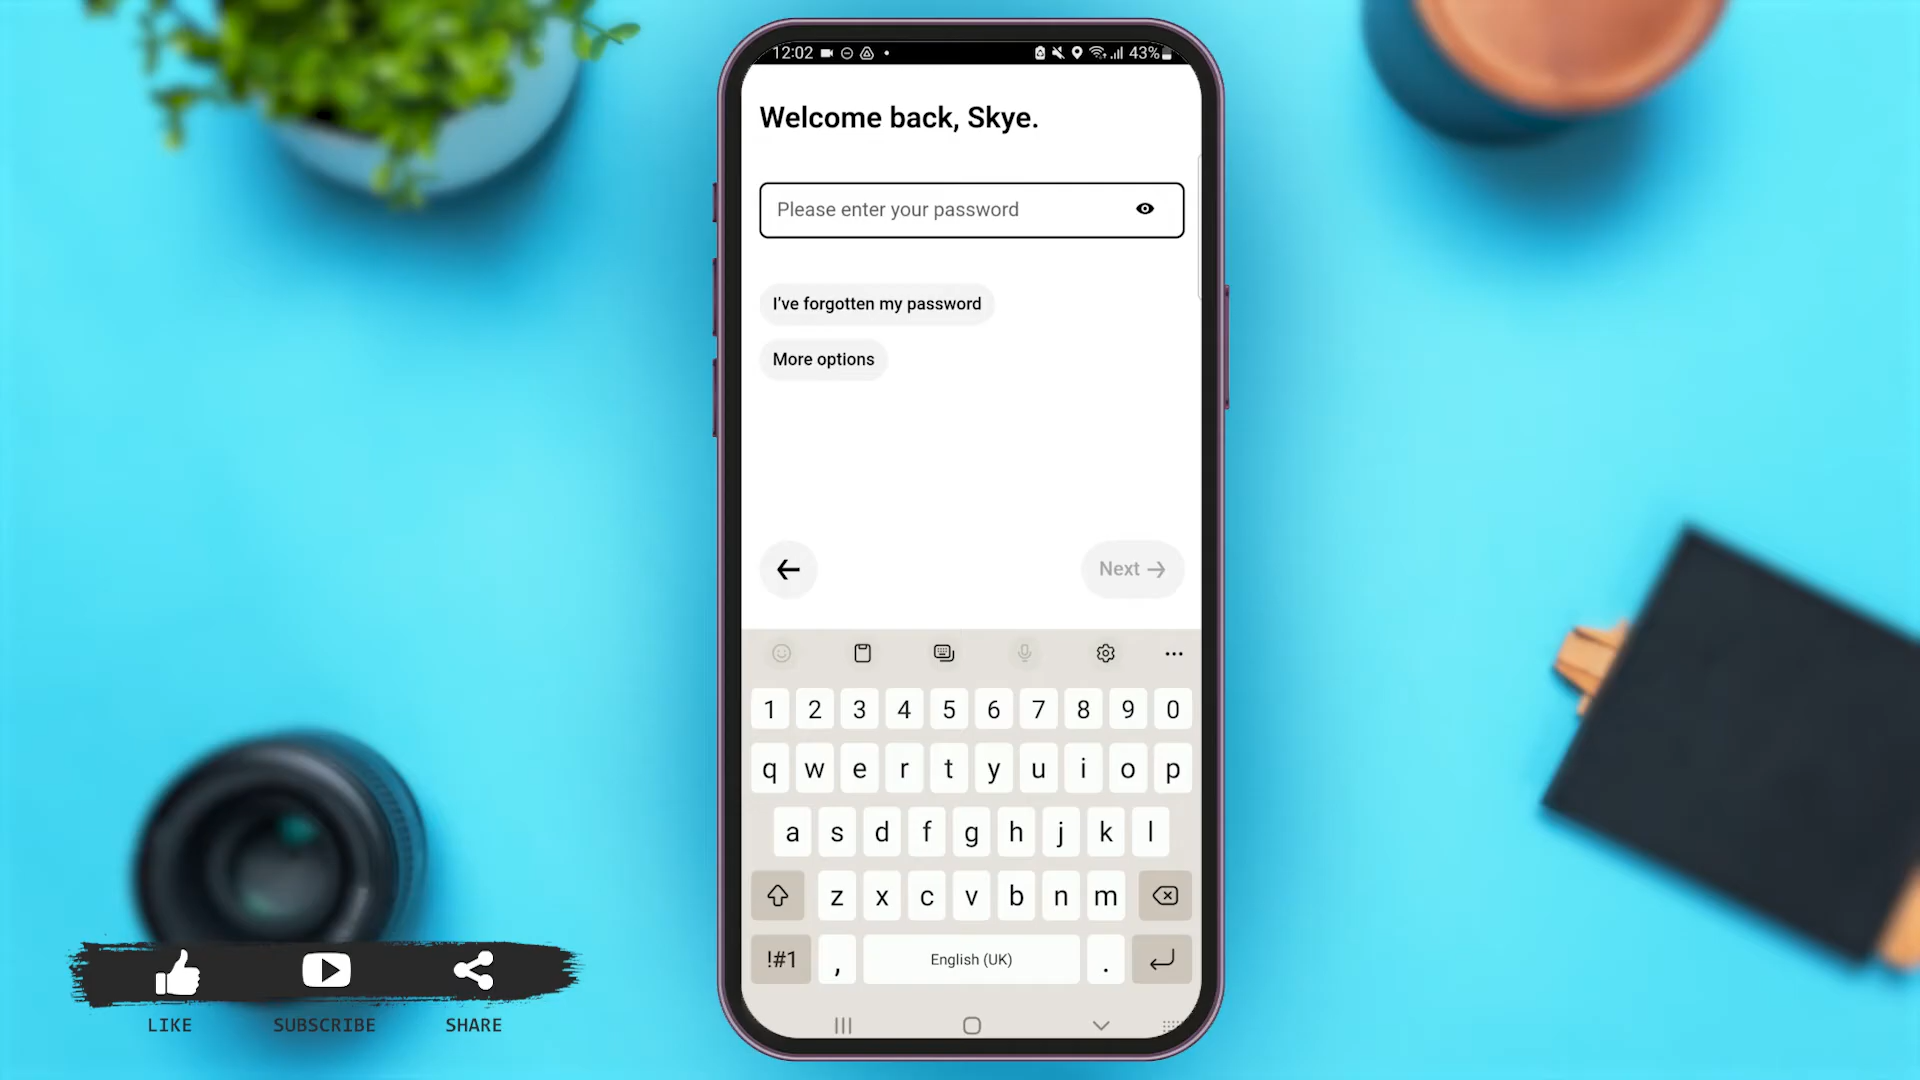 12:02 43%
Welcome back, Skye.
Please enter your password
I've forgotten my password
More options
Next →
1 2 3 4 5 6 7 8 9 0
q w e r t y u i o p
a s d f g h j k l
z x c v b n m
!#1 , English (UK) .
LIKE SUBSCRIBE SHARE